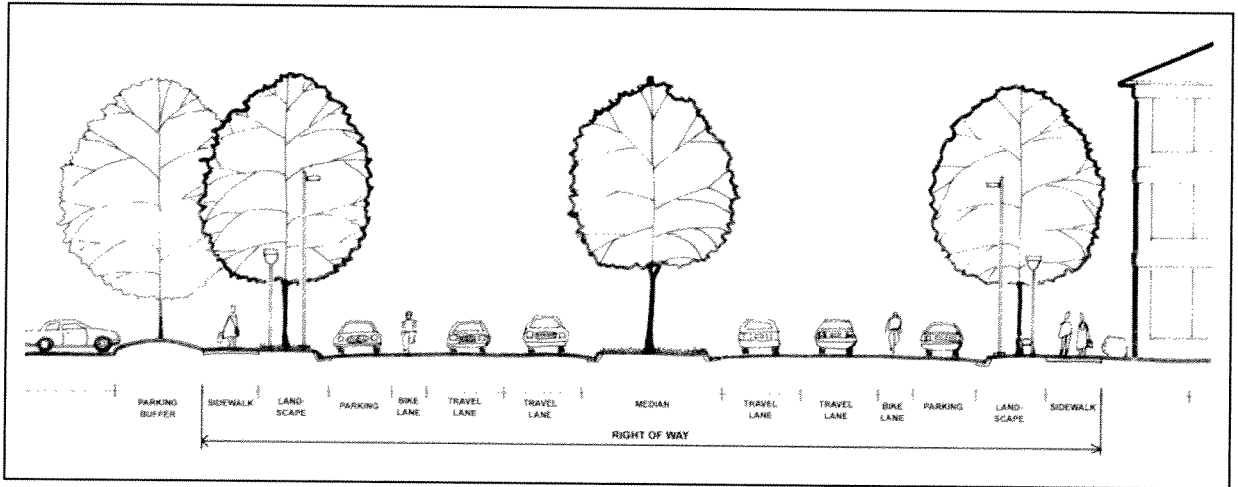 PARKING
BUFFER
SIDEWALK
LAND-
SCAPE
PARKING
BIKE
LANE
TRAVEL
LANE
TRAVEL
LANE
MEDIAN
TRAVEL
LANE
TRAVEL
LANE
BIKE
LANE
PARKING
LAND-
SCAPE
SIDEWALK
RIGHT OF WAY